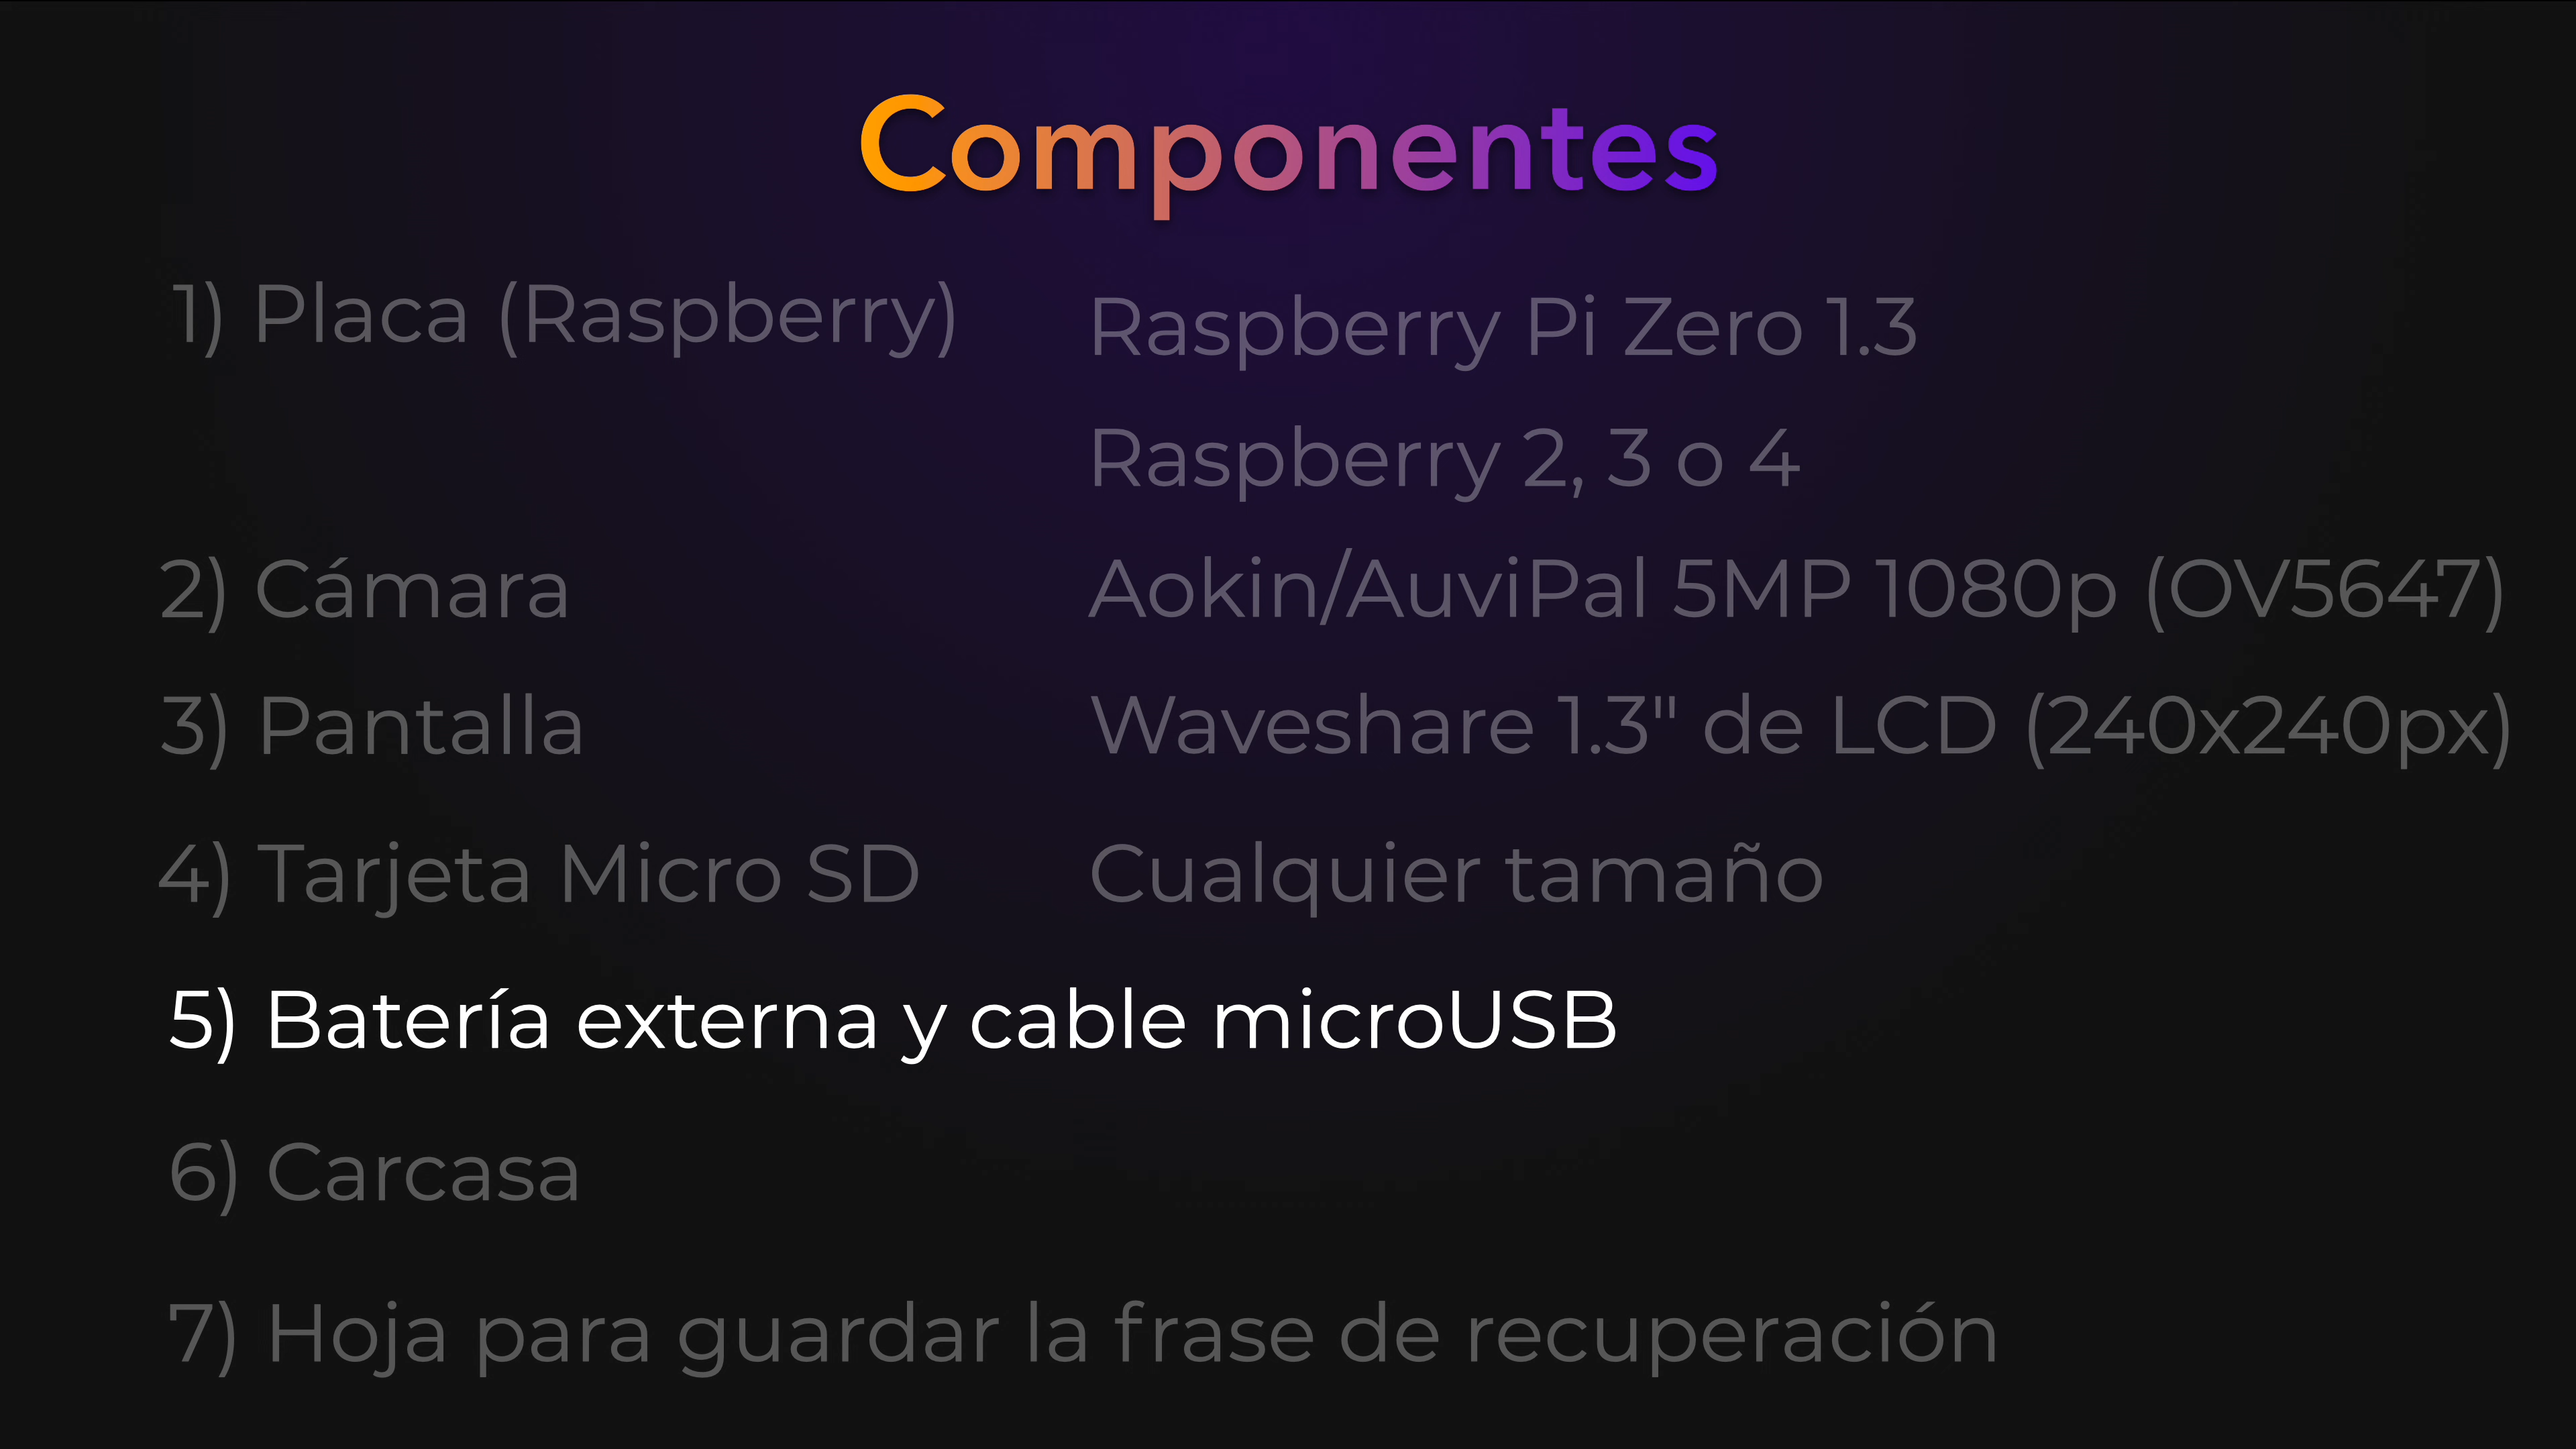 Componentes
1) Placa (Raspberry) Raspberry Pi Zero 1.3
Raspberry 2, 3 o 4
2) Cámara Aokin/AuviPal 5MP 1080p (OV5647)
3) Pantalla Waveshare 1.3" de LCD (240x240px)
4) Tarjeta Micro SD Cualquier tamaño
5) Batería externa y cable microUSB
6) Carcasa
7) Hoja para guardar la frase de recuperación